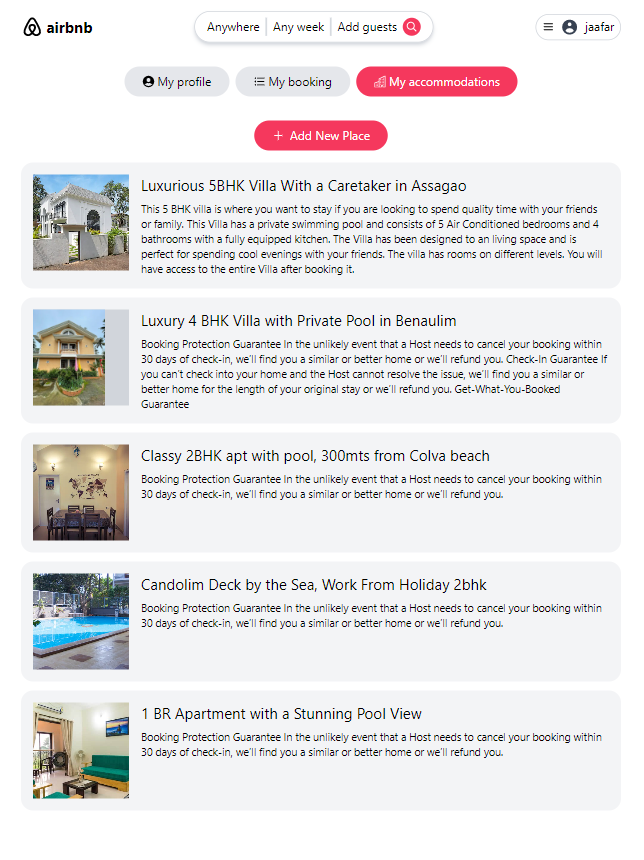 airbnb
Anywhere Any week Add guests
jaafar
My profile My booking My accommodations
+ Add New Place
Luxurious 5BHK Villa With a Caretaker in Assagao
This 5 BHK villa is where you want to stay if you are looking to spend quality time with your friends
or family. This Villa has a private swimming pool and consists of 5 Air Conditioned bedrooms and 4
bathrooms with a fully equipped kitchen. The Villa has been designed to an living space and is
perfect for spending cool evenings with your friends. The villa has rooms on different levels. You will
have access to the entire Villa after booking it.
Luxury 4 BHK Villa with Private Pool in Benaulim
Booking Protection Guarantee In the unlikely event that a Host needs to cancel your booking within
30 days of check-in, we'll find you a similar or better home or we'll refund you. Check-In Guarantee If
you can't check into your home and the Host cannot resolve the issue, we'll find you a similar or
better home for the length of your original stay or we'll refund you. Get-What-You-Booked
Guarantee
Classy 2BHK apt with pool, 300mts from Colva beach
Booking Protection Guarantee In the unlikely event that a Host needs to cancel your booking within
30 days of check-in, we'll find you a similar or better home or we'll refund you.
Candolim Deck by the Sea, Work From Holiday 2bhk
Booking Protection Guarantee In the unlikely event that a Host needs to cancel your booking within
30 days of check-in, we'll find you a similar or better home or we'll refund you.
1 BR Apartment with a Stunning Pool View
Booking Protection Guarantee In the unlikely event that a Host needs to cancel your booking within
30 days of check-in, we'll find you a similar or better home or we'll refund you.